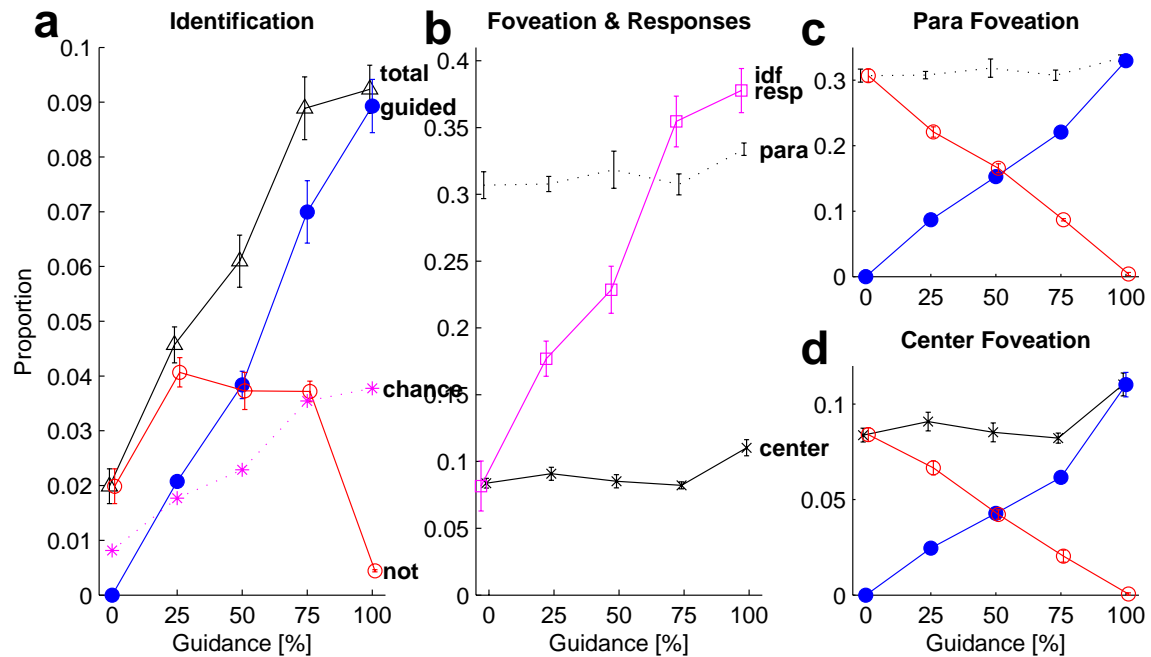 a
Identification
0.1
0.09
0.08
0.07
0.06
0.05
0.04
0.03
0.02
0.01
0
Proportion
total
guided
chance
not
0 25 50 75 100
Guidance [%]
b
Foveation & Responses
0.4
0.35
0.3
0.25
0.2
0.15
0.1
0.05
0
idf
resp
para
center
0 25 50 75 100
Guidance [%]
c
Para Foveation
0.3
0.2
0.1
0
0 25 50 75 100
d
Center Foveation
0.1
0.05
0
0 25 50 75 100
Guidance [%]